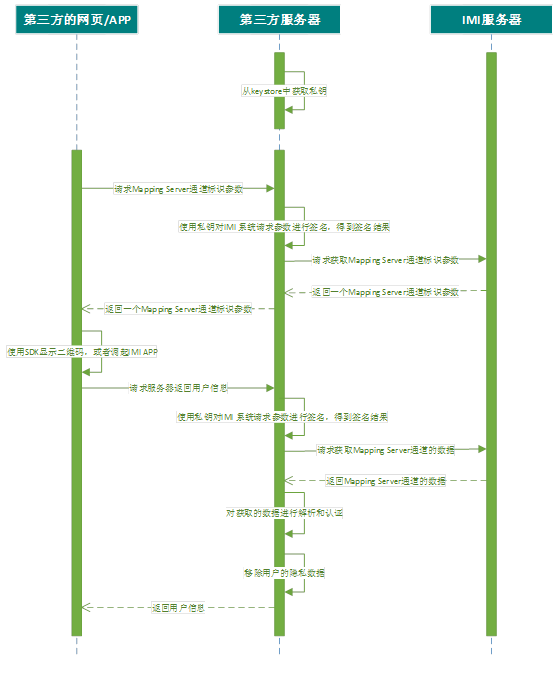 第三方的网页/APP
第三方服务器
IMI服务器
从keystore中获取私钥
请求Mapping Server通道标识参数
使用私钥对IMI 系统请求参数进行签名，得到签名结果
请求获取Mapping Server通道标识参数
返回一个Mapping Server通道标识参数
返回一个Mapping Server通道标识参数
使用SDK显示二维码，或者调起IMI APP
请求服务器返回用户信息
使用私钥对IMI 系统请求参数进行签名，得到签名结果
请求获取Mapping Server通道的数据
返回Mapping Server通道的数据
对获取的数据进行解析和认证
移除用户的隐私数据
返回用户信息